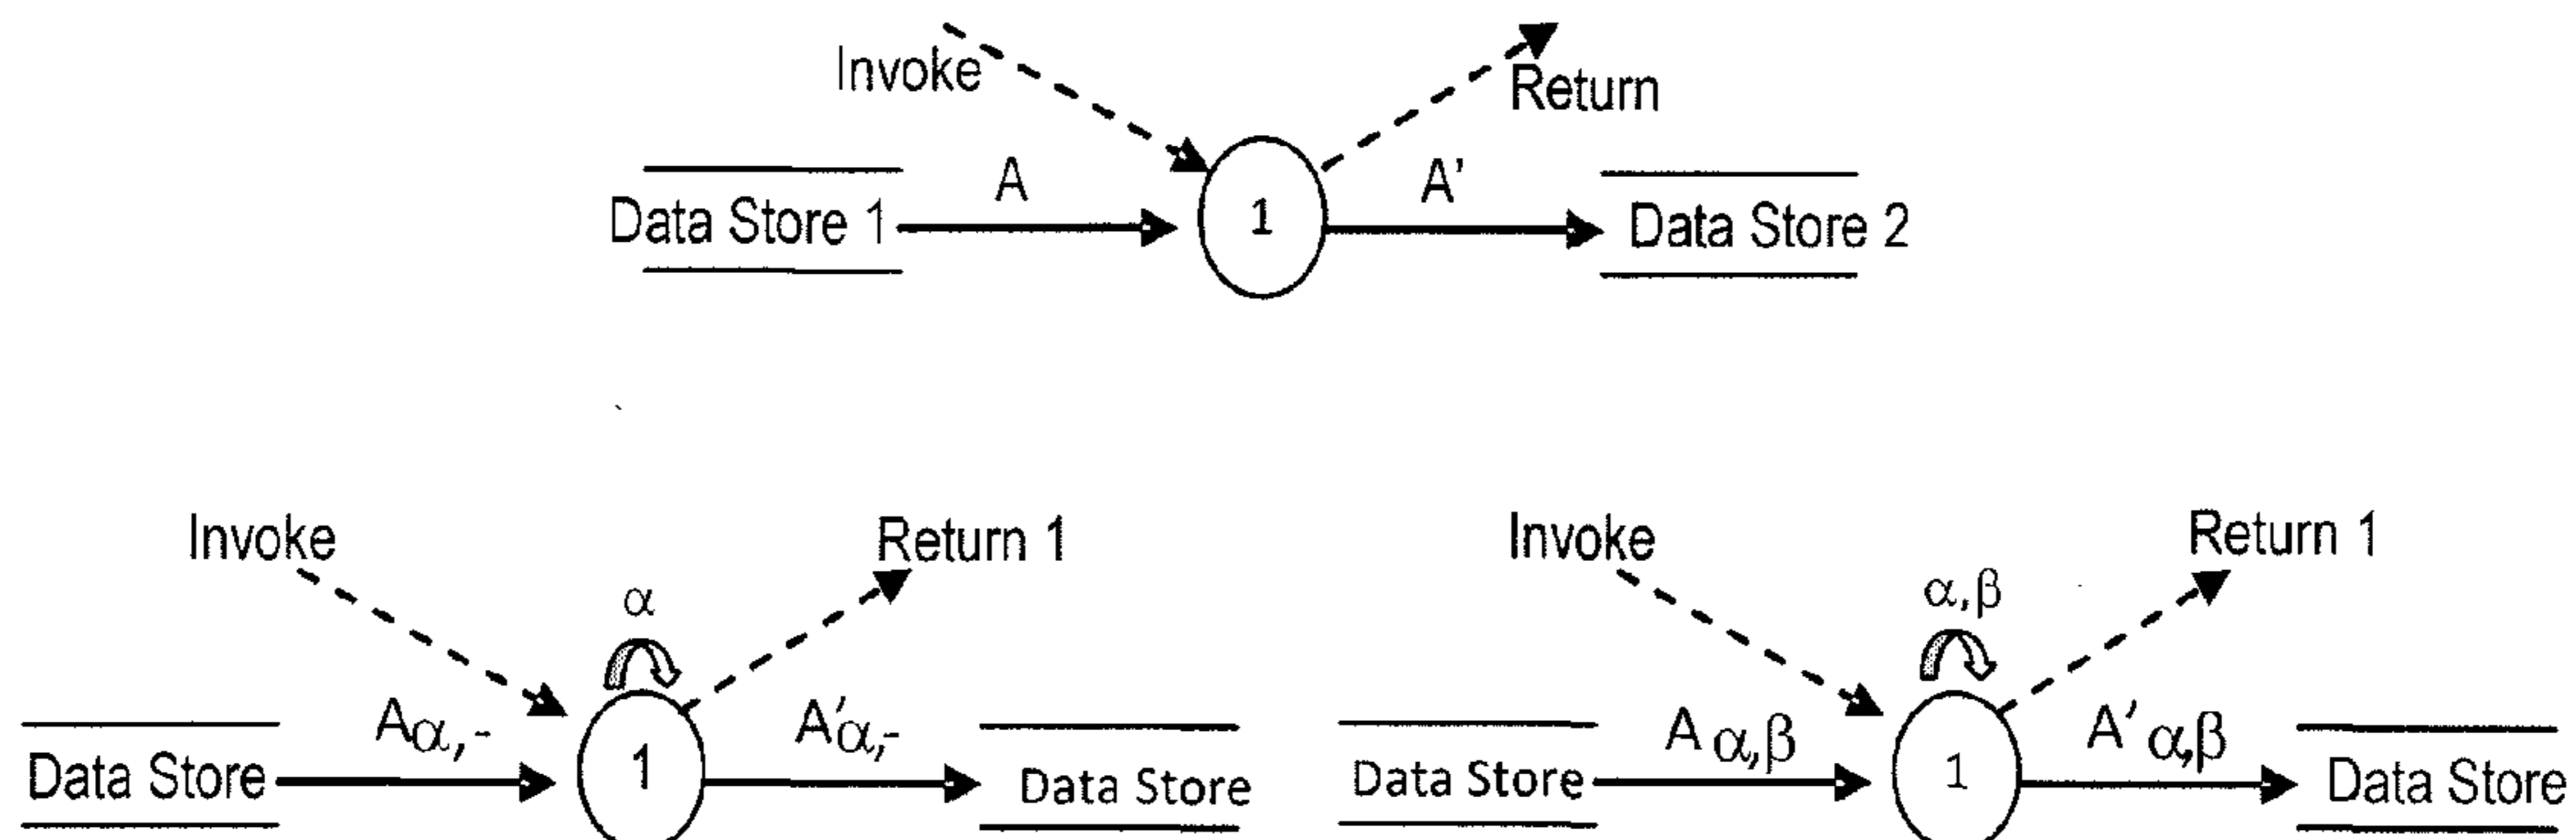 Invoke Return
A A'
Data Store 1 1 Data Store 2
Invoke Return 1 Invoke Return 1
α α,β
Aα,- A'α,- A α,β A' α,β
Data Store 1 Data Store Data Store 1 Data Store